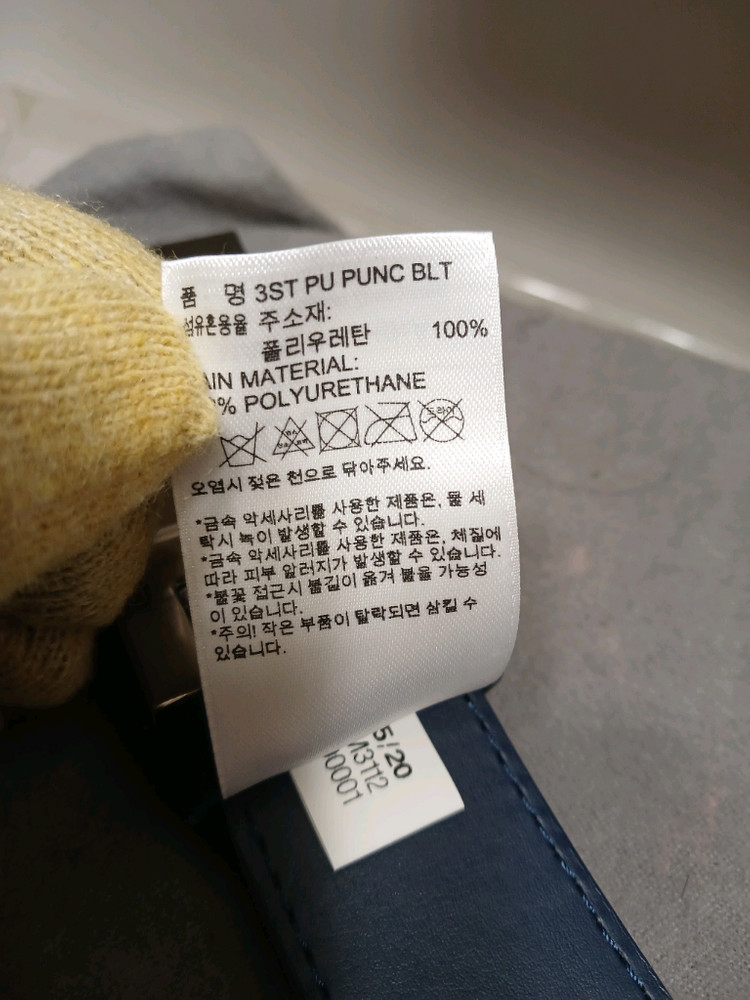 품 명 3ST PU PUNC BLT
섬유혼용율 주소재:
폴리우레탄 100%
AIN MATERIAL:
% POLYURETHANE
드라이
오염시 젖은 천으로 닦아주세요.
*금속 악세사리를 사용한 제품은, 물 세
탁시 녹이 발생할 수 있습니다.
*금속 악세사리를 사용한 제품은, 체질에
따라 피부 알러지가 발생할 수 있습니다.
*불꽃 접근시 불길이 옮겨 붙을 가능성
이 있습니다.
*주의! 작은 부품이 탈락되면 삼킬 수
있습니다.
5/20
M3112
10001